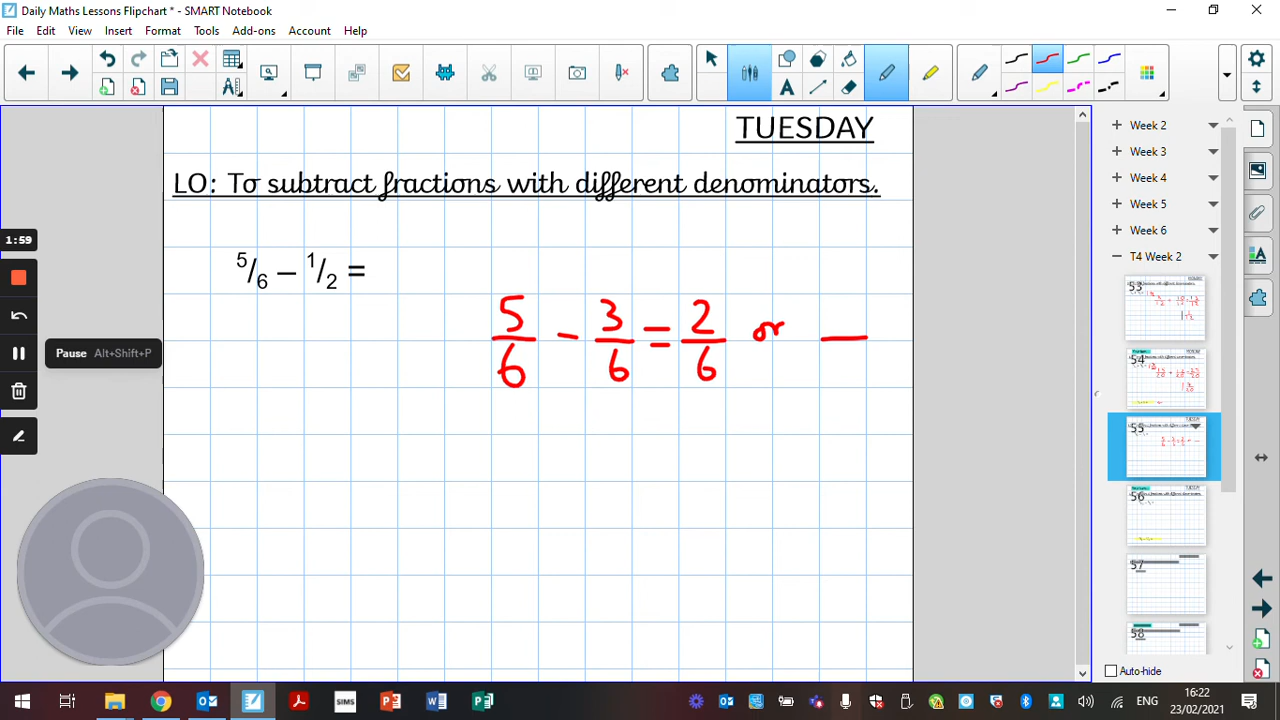 Daily Maths Lessons Flipchart * - SMART Notebook
File Edit View Insert Format Tools Add-ons Account Help
TUESDAY
LO: To subtract fractions with different denominators.
5/6 – 1/2 =
5/6 - 3/6 = 2/6 or
1:59
Pause Alt+Shift+P
Week 2
Week 3
Week 4
Week 5
Week 6
T4 Week 2
53
54
55
56
57
58
Auto-hide
SIMS
ENG
16:22
23/02/2021